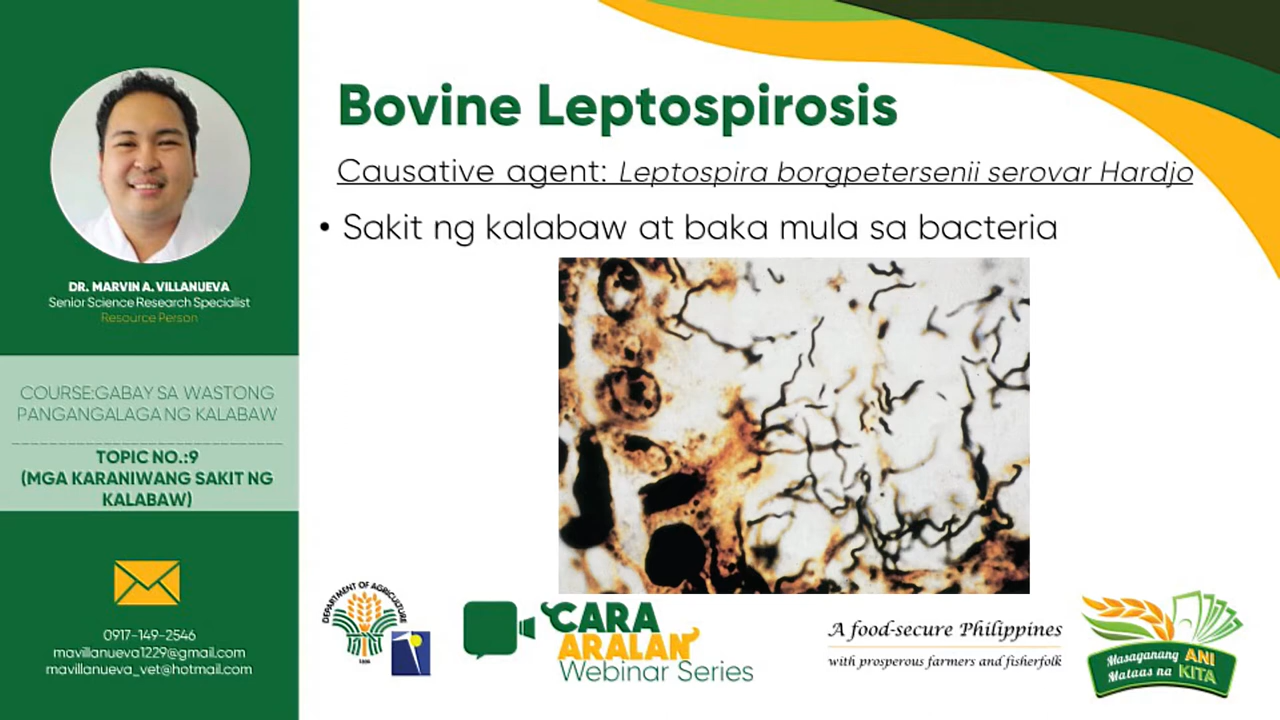 DR. MARVIN A. VILLANUEVA
Senior Science Research Specialist
Resource Person
COURSE:GABAY SA WASTONG
PANGANGALAGA NG KALABAW
TOPIC NO.:9
(MGA KARANIWANG SAKIT NG
KALABAW)
0917-149-2546
mavillanueva1229@gmail.com
mavillanueva_vet@hotmail.com
Bovine Leptospirosis
Causative agent: Leptospira borgpetersenii serovar Hardjo
• Sakit ng kalabaw at baka mula sa bacteria
DEPARTMENT OF AGRICULTURE
CARA
ARALAN
Webinar Series
A food-secure Philippines
with prosperous farmers and fisherfolk
Masaganang ANI
Mataas na KITA